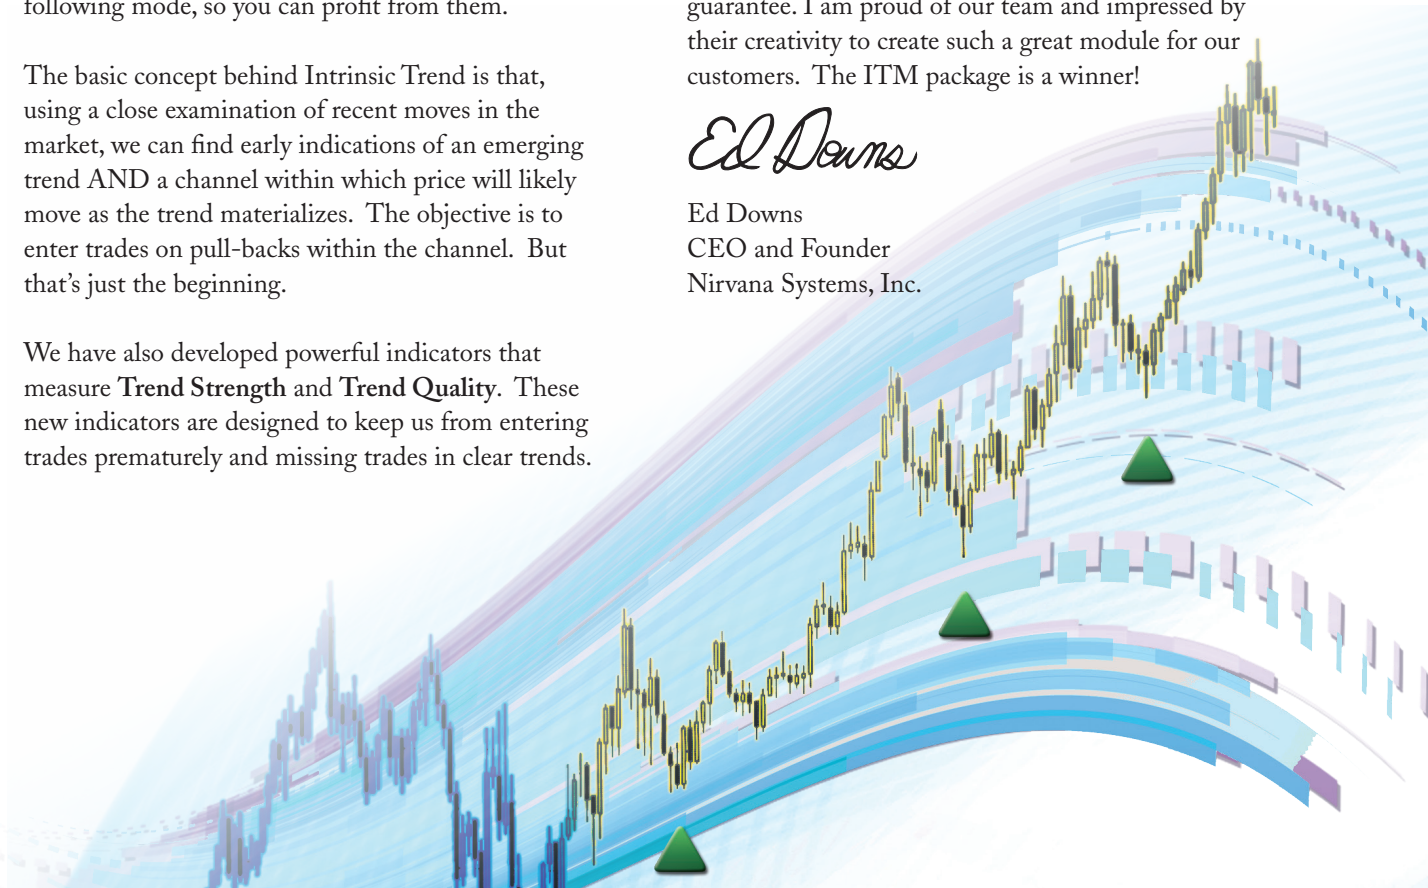 following mode, so you can profit from them.
The basic concept behind Intrinsic Trend is that,
using a close examination of recent moves in the
market, we can find early indications of an emerging
trend AND a channel within which price will likely
move as the trend materializes.  The objective is to
enter trades on pull-backs within the channel.  But
that’s just the beginning.
We have also developed powerful indicators that
measure Trend Strength and Trend Quality.  These
new indicators are designed to keep us from entering
trades prematurely and missing trades in clear trends.
guarantee. I am proud of our team and impressed by
their creativity to create such a great module for our
customers.  The ITM package is a winner!
Ed Downs
Ed Downs
CEO and Founder
Nirvana Systems, Inc.